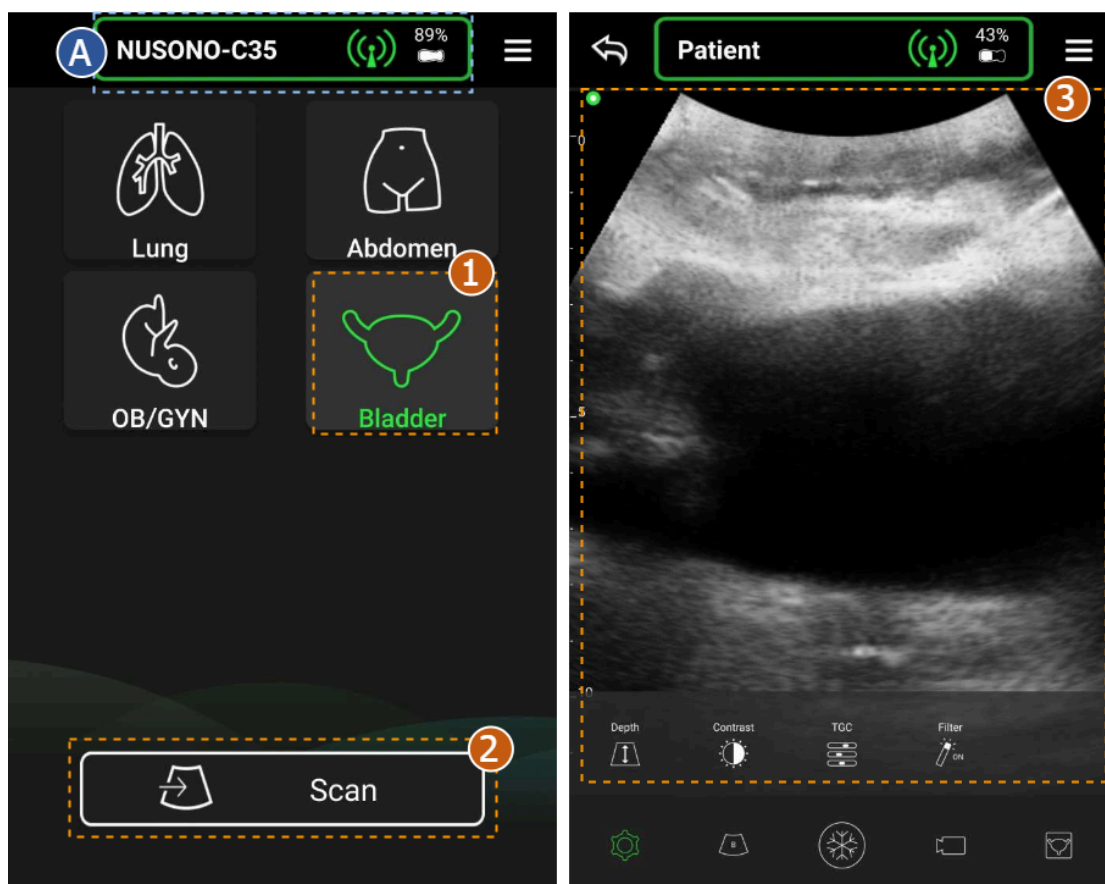 A
NUSONO-C35
89%
Lung
Abdomen
1
OB/GYN
Bladder
2
Scan
Patient
43%
3
0
5
10
Depth
Contrast
TGC
Filter
ON
B